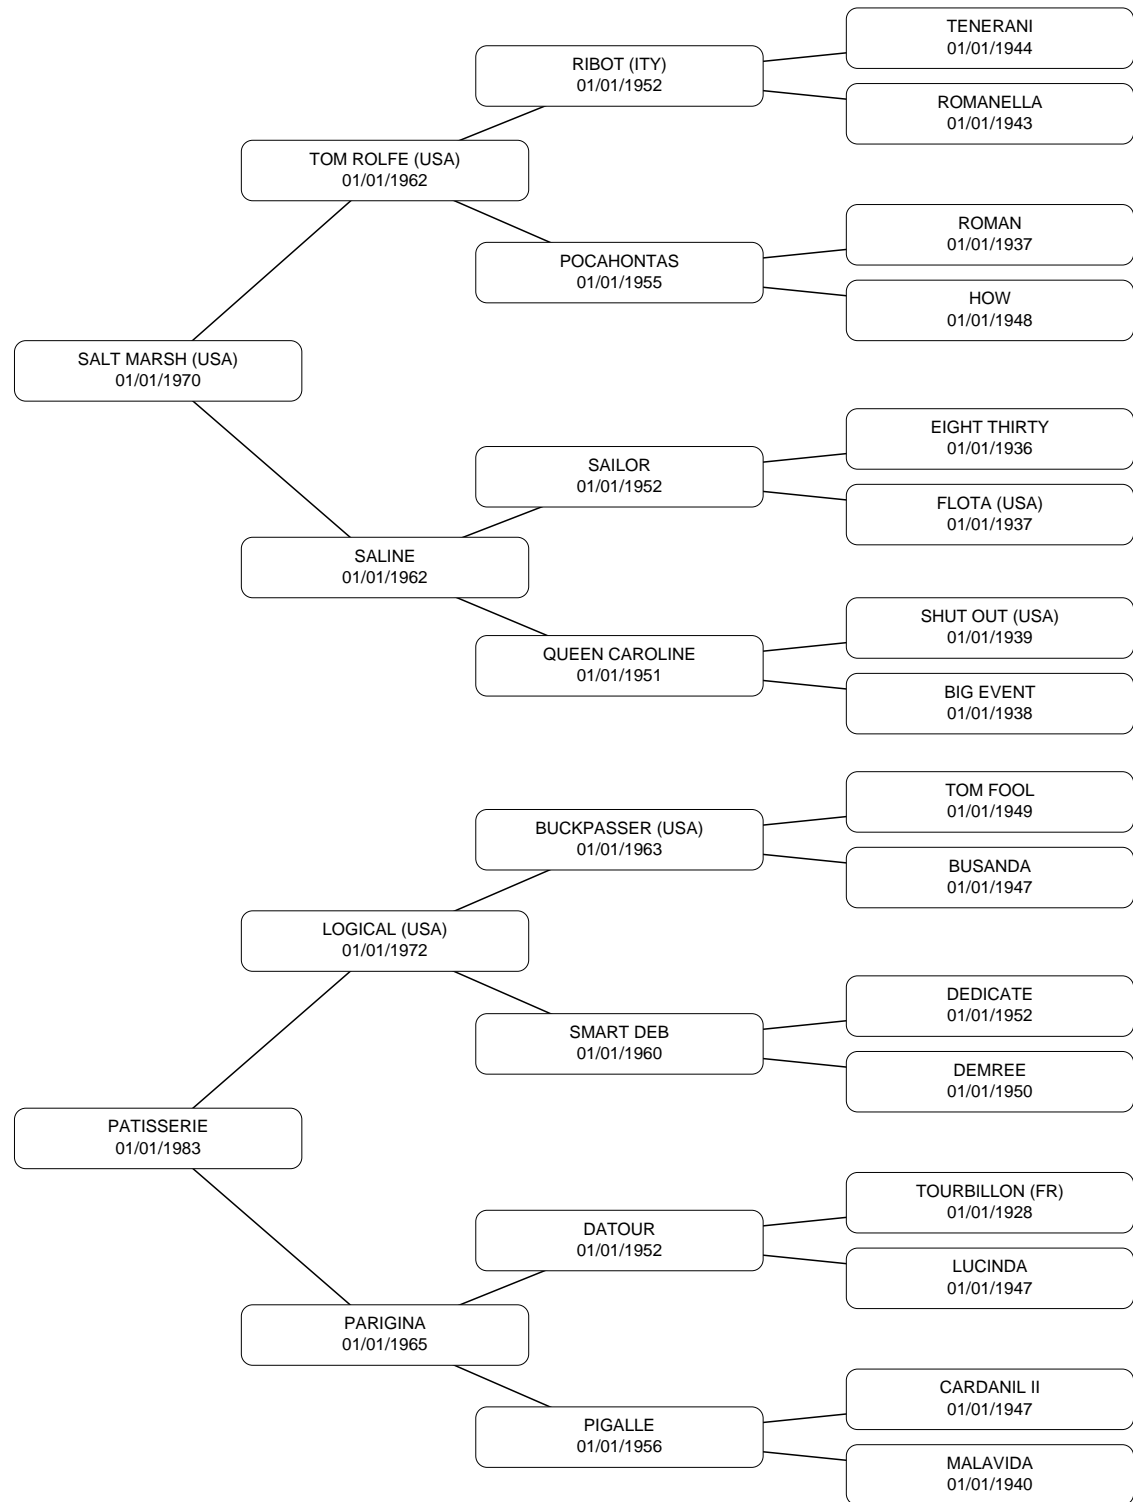 TENERANI
01/01/1944
RIBOT (ITY)
01/01/1952
ROMANELLA
01/01/1943
TOM ROLFE (USA)
01/01/1962
ROMAN
01/01/1937
POCAHONTAS
01/01/1955
HOW
01/01/1948
SALT MARSH (USA)
01/01/1970
EIGHT THIRTY
01/01/1936
SAILOR
01/01/1952
FLOTA (USA)
01/01/1937
SALINE
01/01/1962
SHUT OUT (USA)
01/01/1939
QUEEN CAROLINE
01/01/1951
BIG EVENT
01/01/1938
TOM FOOL
01/01/1949
BUCKPASSER (USA)
01/01/1963
BUSANDA
01/01/1947
LOGICAL (USA)
01/01/1972
DEDICATE
01/01/1952
SMART DEB
01/01/1960
DEMREE
01/01/1950
PATISSERIE
01/01/1983
TOURBILLON (FR)
01/01/1928
DATOUR
01/01/1952
LUCINDA
01/01/1947
PARIGINA
01/01/1965
CARDANIL II
01/01/1947
PIGALLE
01/01/1956
MALAVIDA
01/01/1940